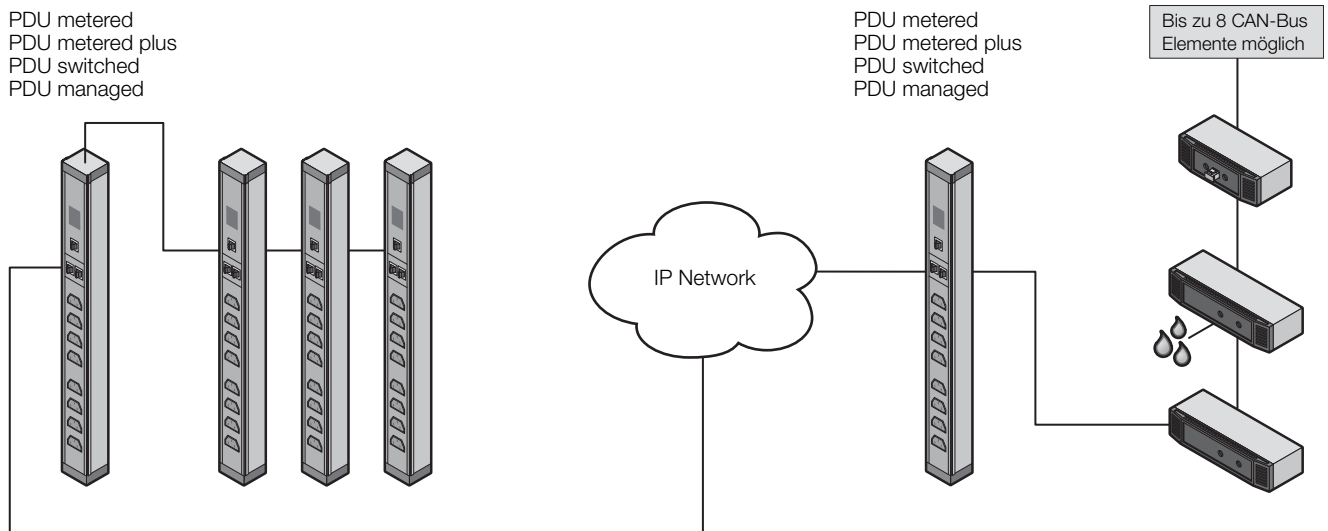 PDU metered
PDU metered plus
PDU switched
PDU managed
PDU metered
PDU metered plus
PDU switched
PDU managed
Bis zu 8 CAN-Bus
Elemente möglich
IP Network